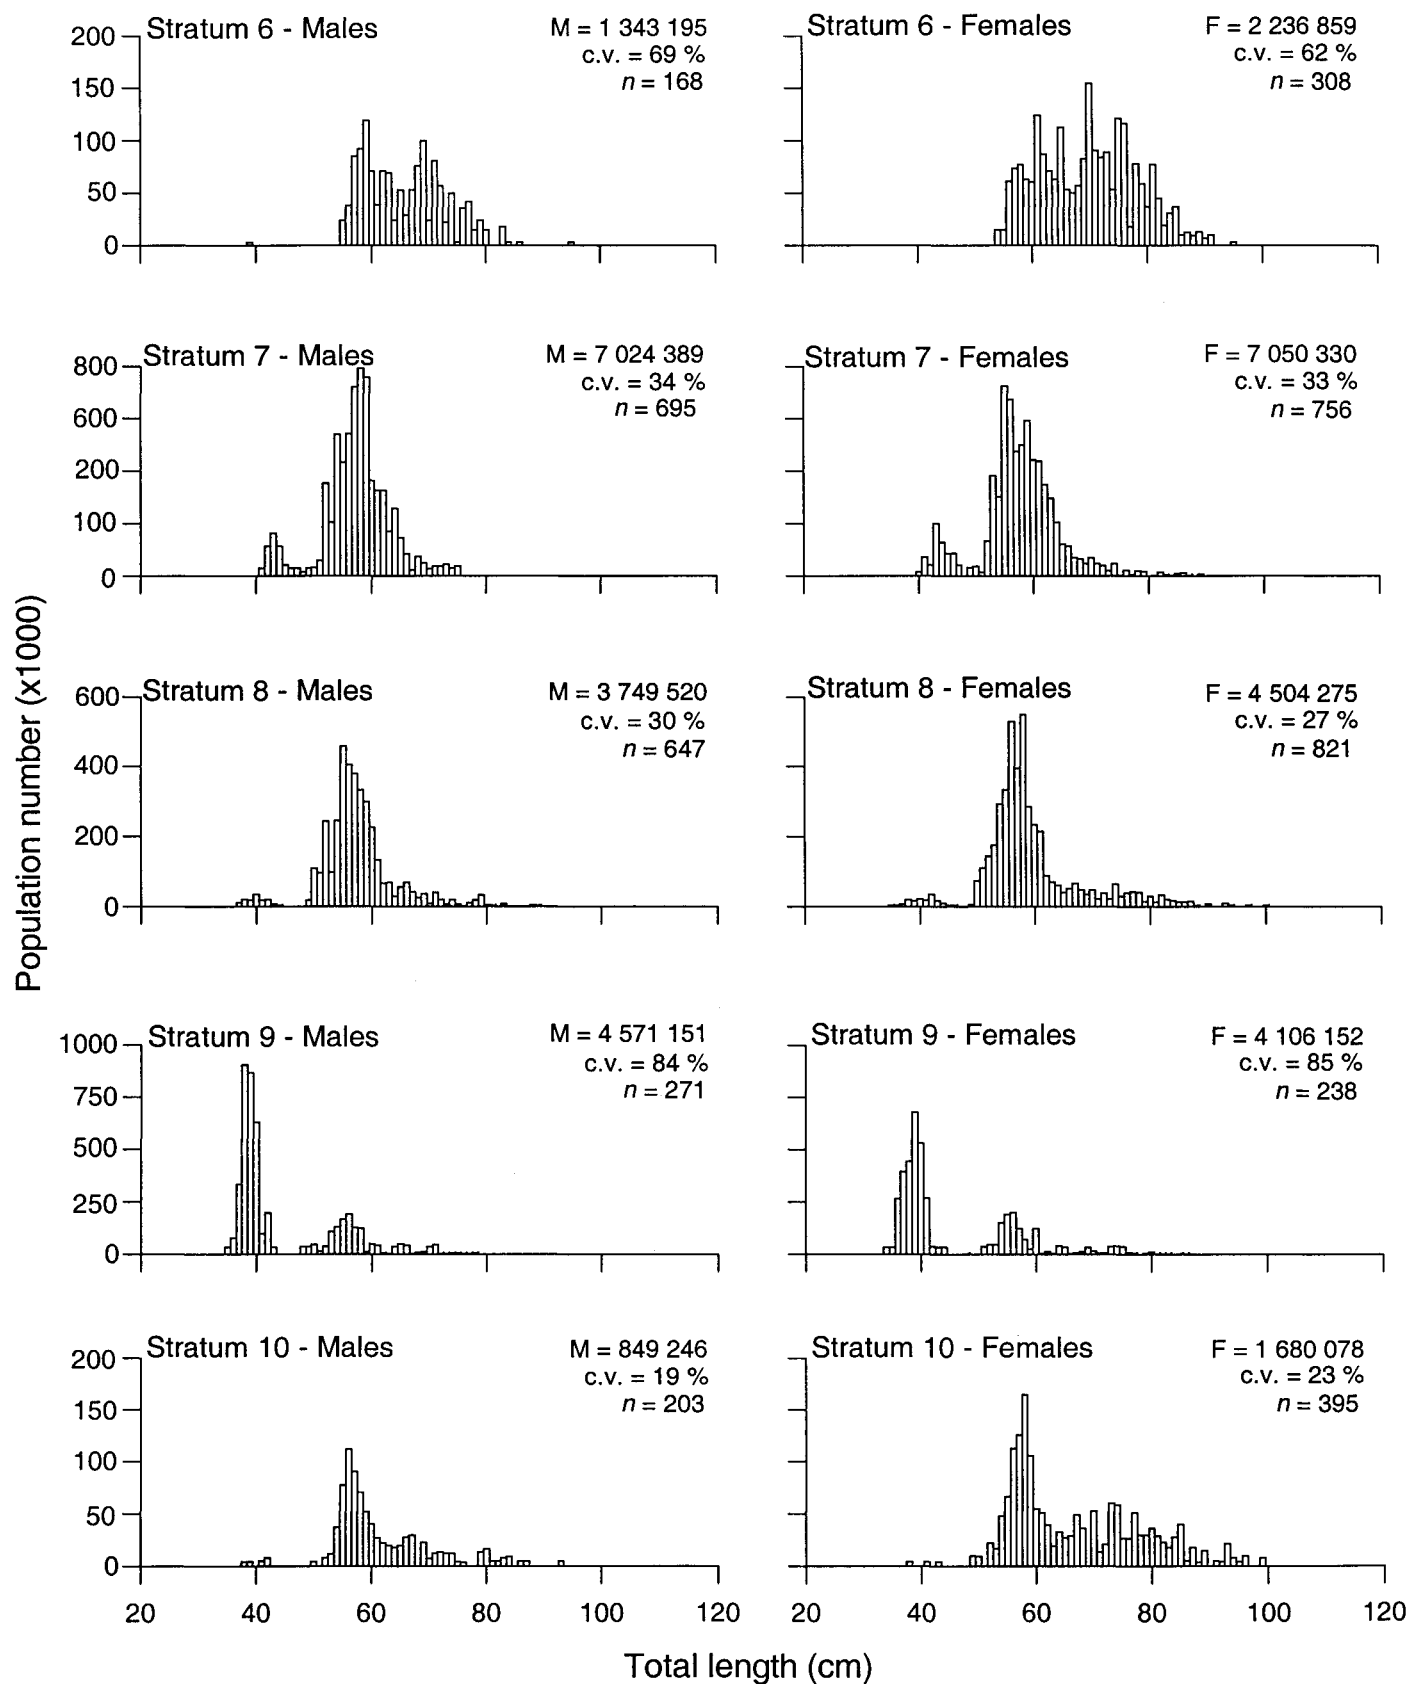 Stratum 6 - Males
M = 1 343 195
c.v. = 69 %
n = 168
200
150
100
50
0
Stratum 6 - Females
F = 2 236 859
c.v. = 62 %
n = 308
Stratum 7 - Males
M = 7 024 389
c.v. = 34 %
n = 695
800
600
200
100
0
Stratum 7 - Females
F = 7 050 330
c.v. = 33 %
n = 756
Population number (x1000)
Stratum 8 - Males
M = 3 749 520
c.v. = 30 %
n = 647
600
400
200
0
Stratum 8 - Females
F = 4 504 275
c.v. = 27 %
n = 821
Stratum 9 - Males
M = 4 571 151
c.v. = 84 %
n = 271
1000
750
500
250
0
Stratum 9 - Females
F = 4 106 152
c.v. = 85 %
n = 238
Stratum 10 - Males
M = 849 246
c.v. = 19 %
n = 203
200
150
100
50
0
Stratum 10 - Females
F = 1 680 078
c.v. = 23 %
n = 395
20 40 60 80 100 120
20 40 60 80 100 120
Total length (cm)